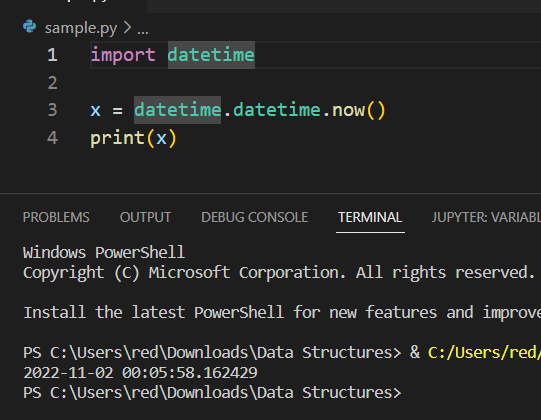 sample.py > ...
1 import datetime
2
3 x = datetime.datetime.now()
4 print(x)
PROBLEMS OUTPUT DEBUG CONSOLE TERMINAL JUPYTER: VARIABL
Windows PowerShell
Copyright (C) Microsoft Corporation. All rights reserved.
Install the latest PowerShell for new features and improve
PS C:\Users\red\Downloads\Data Structures> & C:/Users/red/
2022-11-02 00:05:58.162429
PS C:\Users\red\Downloads\Data Structures>